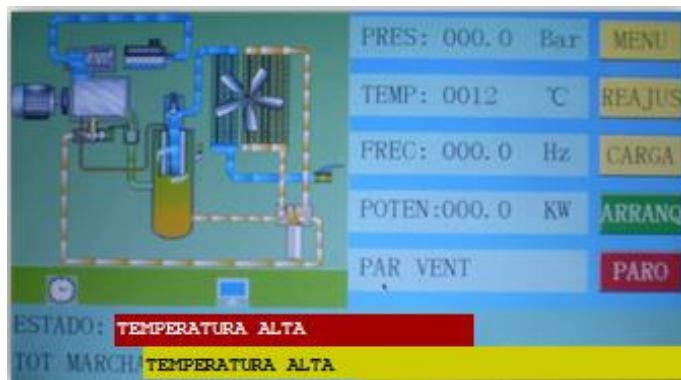 PRES: 000.0 Bar MENU
TEMP: 0012 ℃ REAJUS
FREC: 000.0 Hz CARGA
POTEN:000.0 KW ARRANQ
PAR VENT PARO
ESTADO: TEMPERATURA ALTA
TOT MARCHA TEMPERATURA ALTA